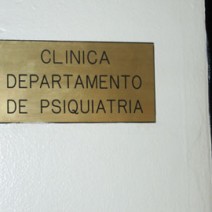 CLINICA
DEPARTAMENTO
DE PSIQUIATRIA